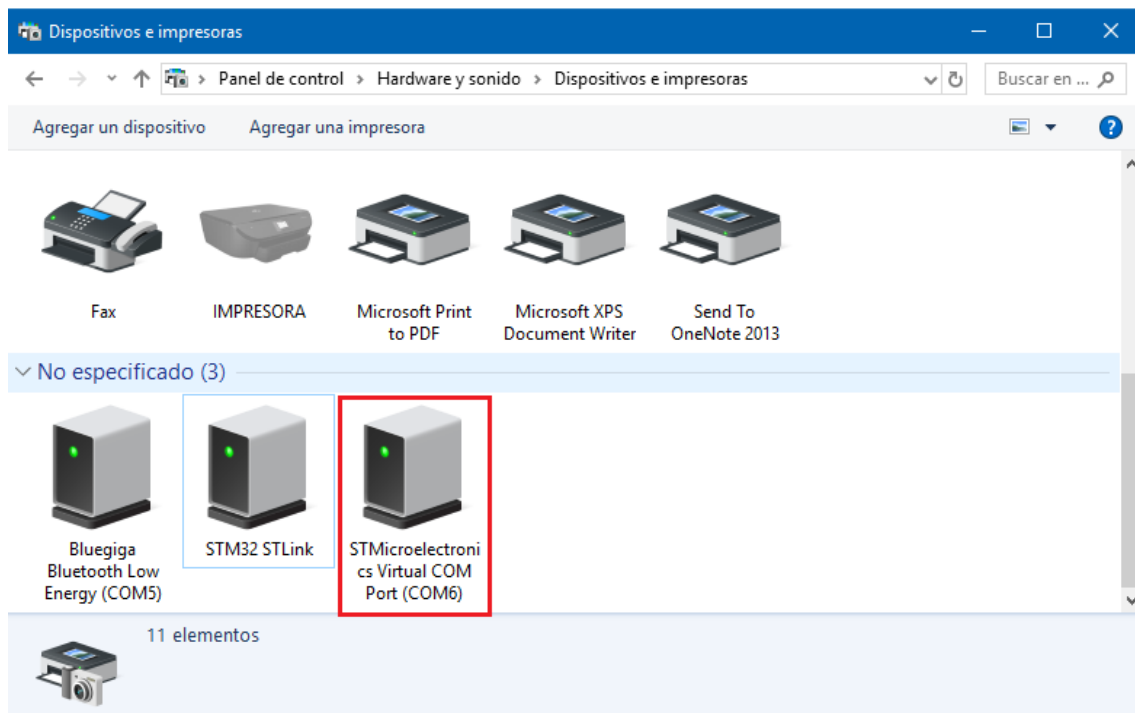 Dispositivos e impresoras
Panel de control > Hardware y sonido > Dispositivos e impresoras
Buscar en ...
Agregar un dispositivo
Agregar una impresora
Fax
IMPRESORA
Microsoft Print
to PDF
Microsoft XPS
Document Writer
Send To
OneNote 2013
No especificado (3)
Bluegiga
Bluetooth Low
Energy (COM5)
STM32 STLink
STMicroelectroni
cs Virtual COM
Port (COM6)
11 elementos